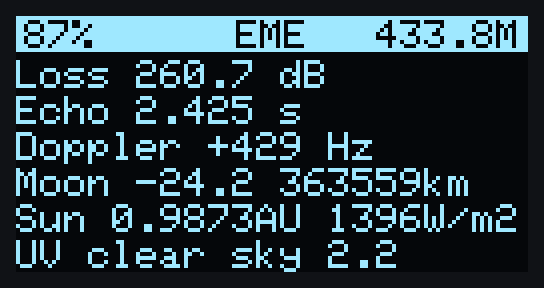 87% EME 433.8M
Loss 260.7 dB
Echo 2.425 s
Doppler +429 Hz
Moon -24.2 363559km
Sun 0.9873AU 1396W/m2
UV clear sky 2.2